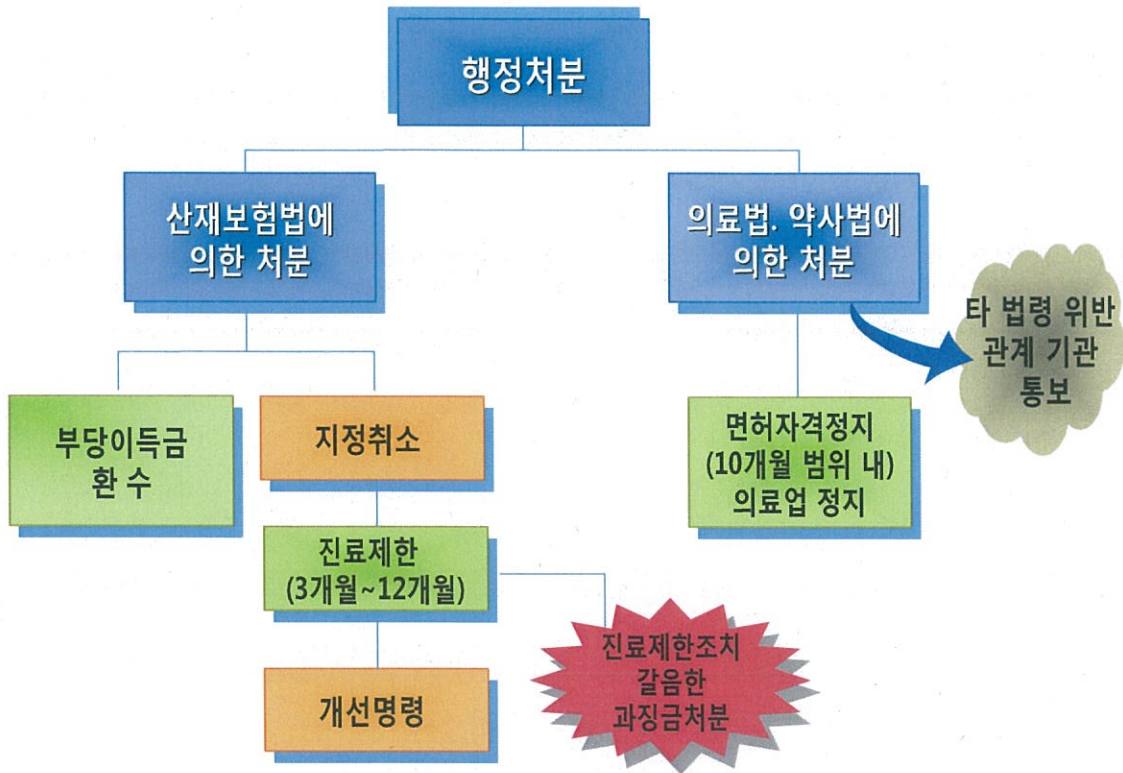 행정처분
산재보험법에
의한 처분
의료법. 약사법에
의한 처분
타 법령 위반
관계 기관
통보
부당이득금
환 수
지정취소
면허자격정지
(10개월 범위 내)
의료업 정지
진료제한
(3개월~12개월)
진료제한조치
갈음한
과징금처분
개선명령